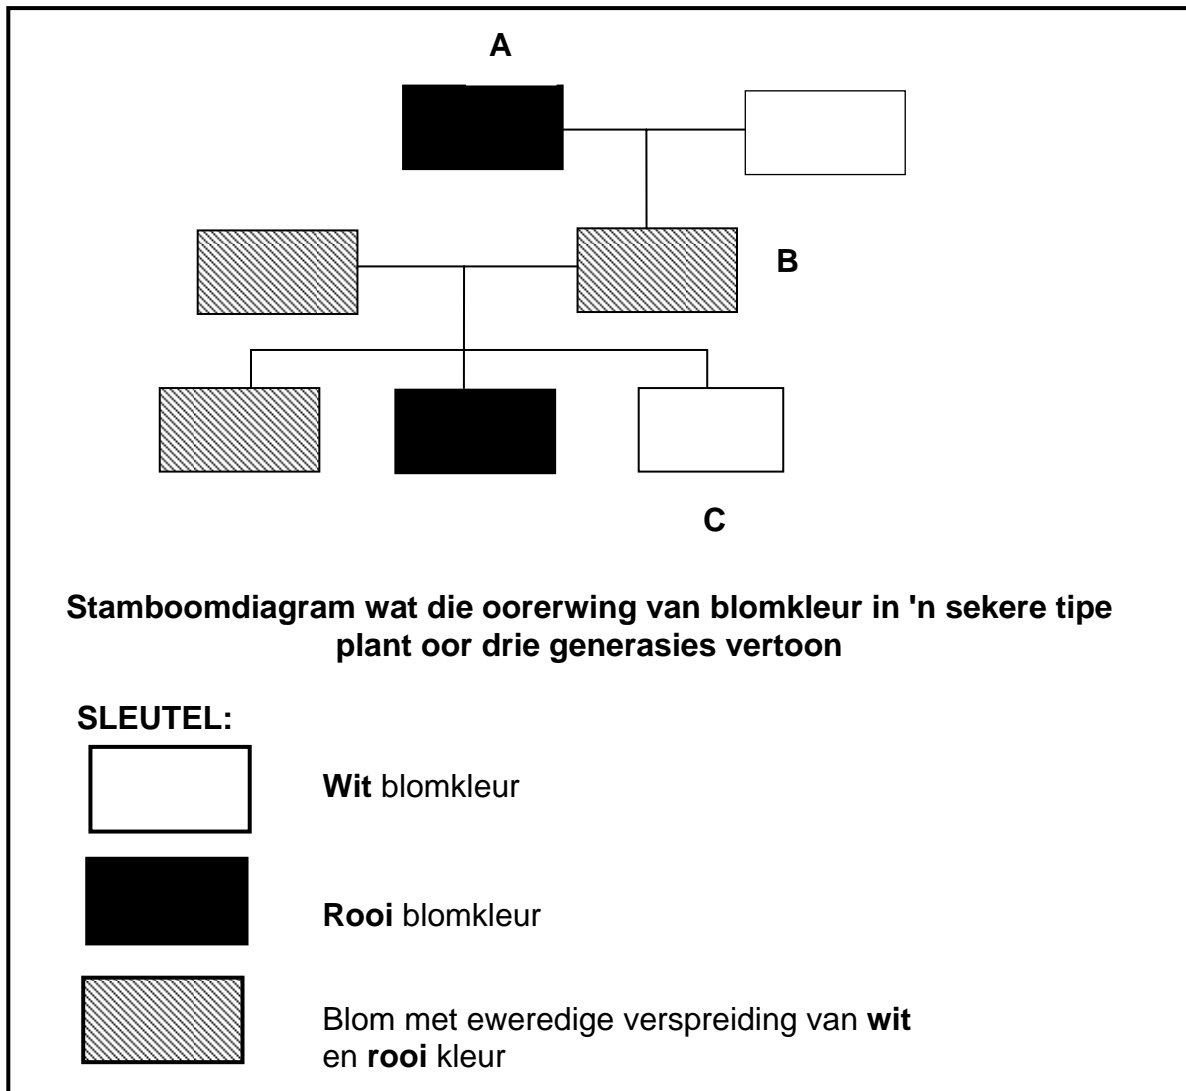 A
B
C
Stamboomdiagram wat die oorerwing van blomkleur in 'n sekere tipe
plant oor drie generasies vertoon
SLEUTEL:
Wit blomkleur
Rooi blomkleur
Blom met eweredige verspreiding van wit
en rooi kleur